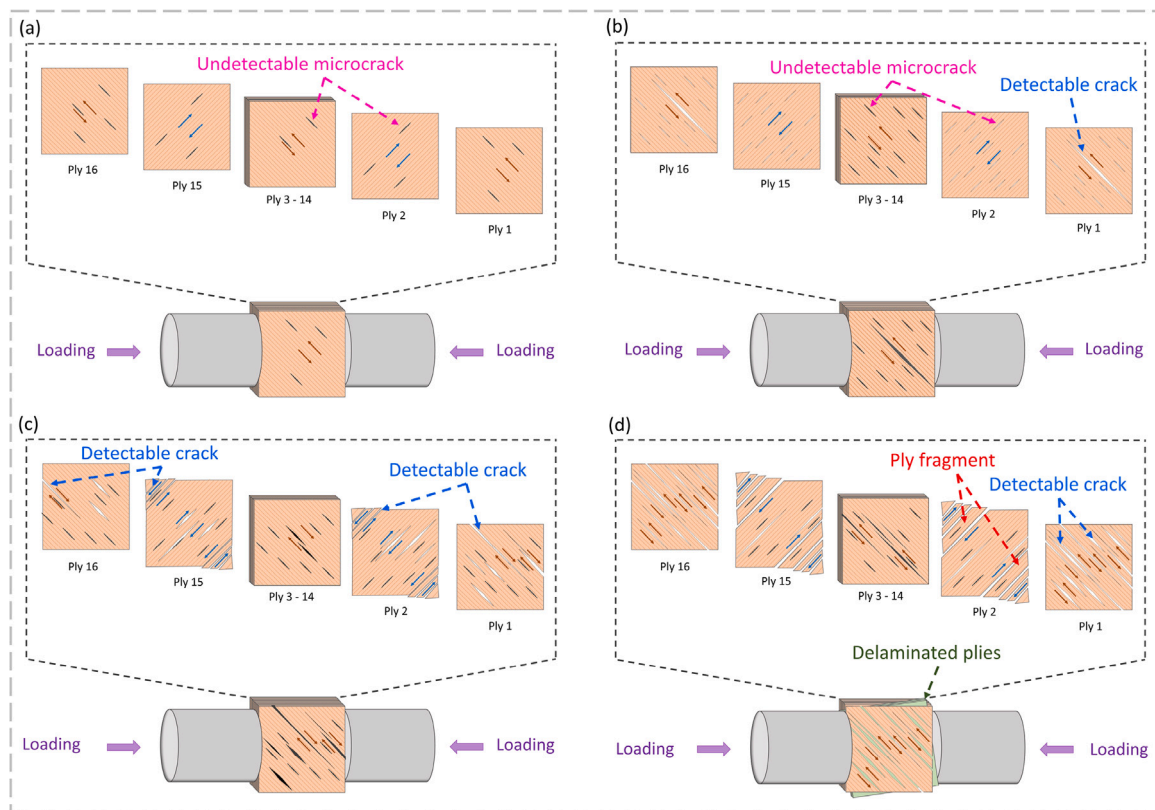 (a)
Undetectable microcrack
Ply 16
Ply 15
Ply 3 - 14
Ply 2
Ply 1
Loading
Loading
(b)
Undetectable microcrack
Detectable crack
Ply 16
Ply 15
Ply 3 - 14
Ply 2
Ply 1
Loading
Loading
(c)
Detectable crack
Detectable crack
Ply 16
Ply 15
Ply 3 - 14
Ply 2
Ply 1
Loading
Loading
(d)
Ply fragment
Detectable crack
Ply 16
Ply 15
Ply 3 - 14
Ply 2
Ply 1
Delaminated plies
Loading
Loading